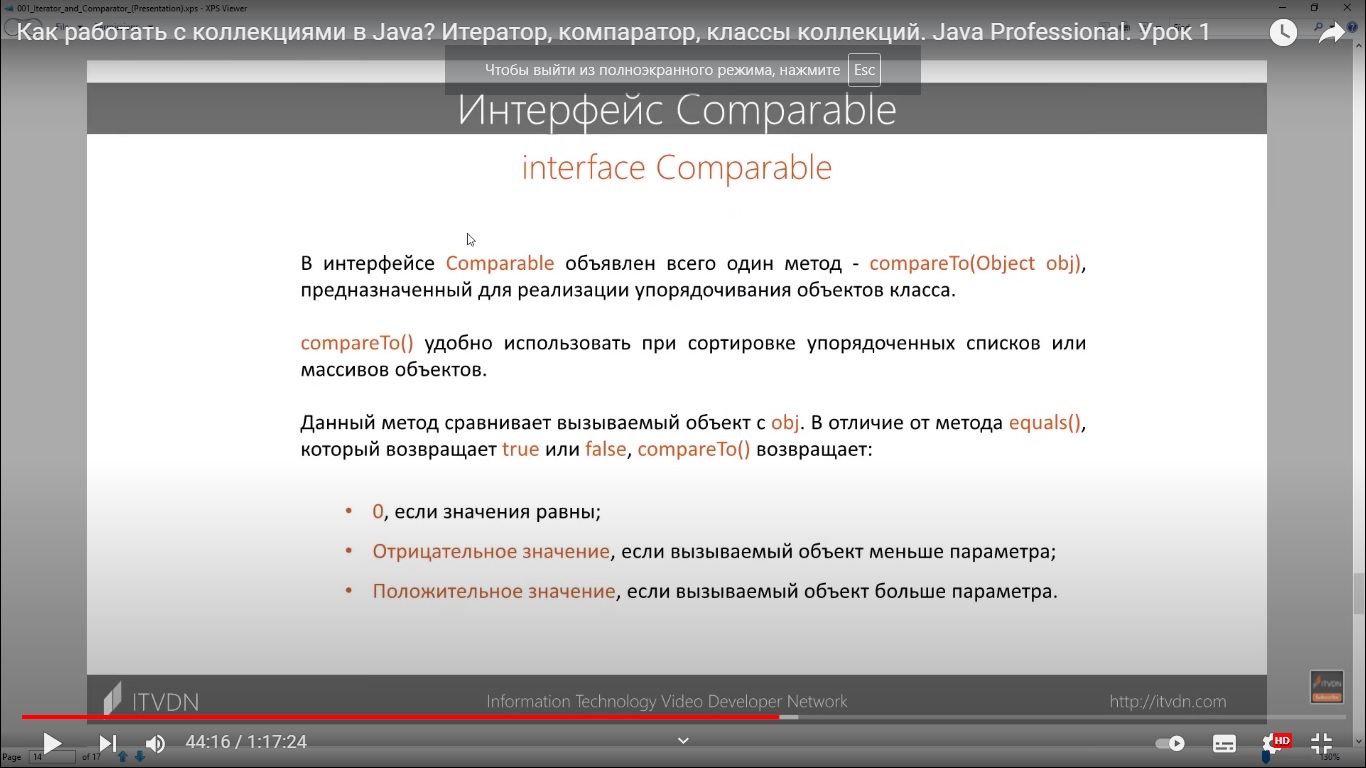 001_Iterator_and_Comparator_(Presentation).xps - XPS Viewer
Как работать с коллекциями в Java? Итератор, компаратор, классы коллекций. Java Professional. Урок 1
Чтобы выйти из полноэкранного режима, нажмите Esc
Интерфейс Comparable
interface Comparable
В интерфейсе Comparable объявлен всего один метод - compareTo(Object obj),
предназначенный для реализации упорядочивания объектов класса.
compareTo() удобно использовать при сортировке упорядоченных списков или
массивов объектов.
Данный метод сравнивает вызываемый объект с obj. В отличие от метода equals(),
который возвращает true или false, compareTo() возвращает:
• 0, если значения равны;
• Отрицательное значение, если вызываемый объект меньше параметра;
• Положительное значение, если вызываемый объект больше параметра.
ITVDN
ITVDN Information Technology Video Developer Network http://itvdn.com
44:16 / 1:17:24
HD
Page 14 of 17
130%